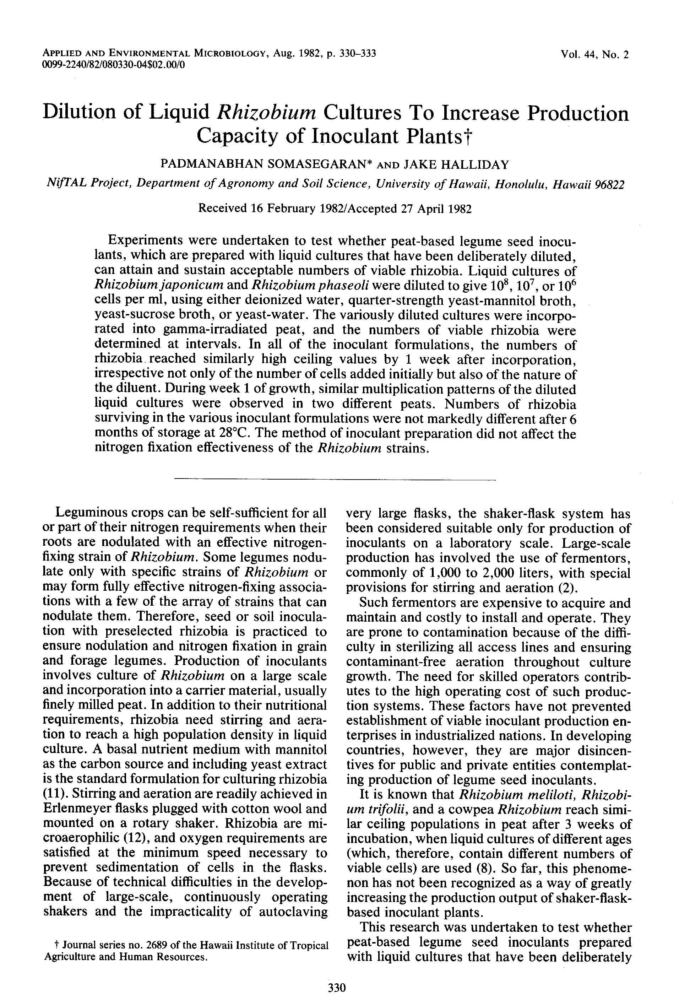 APPLIED AND ENVIRONMENTAL MICROBIOLOGY, Aug. 1982, p. 330–333
0099-2240/82/080330-04$02.00/0
Vol. 44, No. 2
Dilution of Liquid Rhizobium Cultures To Increase Production
Capacity of Inoculant Plants†
PADMANABHAN SOMASEGARAN* AND JAKE HALLIDAY
NifTAL Project, Department of Agronomy and Soil Science, University of Hawaii, Honolulu, Hawaii 96822
Received 16 February 1982/Accepted 27 April 1982
Experiments were undertaken to test whether peat-based legume seed inocu-
lants, which are prepared with liquid cultures that have been deliberately diluted,
can attain and sustain acceptable numbers of viable rhizobia. Liquid cultures of
Rhizobium japonicum and Rhizobium phaseoli were diluted to give 10⁸, 10⁷, or 10⁶
cells per ml, using either deionized water, quarter-strength yeast-mannitol broth,
yeast-sucrose broth, or yeast-water. The variously diluted cultures were incorpo-
rated into gamma-irradiated peat, and the numbers of viable rhizobia were
determined at intervals. In all of the inoculant formulations, the numbers of
rhizobia reached similarly high ceiling values by 1 week after incorporation,
irrespective not only of the number of cells added initially but also of the nature of
the diluent. During week 1 of growth, similar multiplication patterns of the diluted
liquid cultures were observed in two different peats. Numbers of rhizobia
surviving in the various inoculant formulations were not markedly different after 6
months of storage at 28°C. The method of inoculant preparation did not affect the
nitrogen fixation effectiveness of the Rhizobium strains.
Leguminous crops can be self-sufficient for all
or part of their nitrogen requirements when their
roots are nodulated with an effective nitrogen-
fixing strain of Rhizobium. Some legumes nodu-
late only with specific strains of Rhizobium or
may form fully effective nitrogen-fixing associa-
tions with a few of the array of strains that can
nodulate them. Therefore, seed or soil inocula-
tion with preselected rhizobia is practiced to
ensure nodulation and nitrogen fixation in grain
and forage legumes. Production of inoculants
involves culture of Rhizobium on a large scale
and incorporation into a carrier material, usually
finely milled peat. In addition to their nutritional
requirements, rhizobia need stirring and aera-
tion to reach a high population density in liquid
culture. A basal nutrient medium with mannitol
as the carbon source and including yeast extract
is the standard formulation for culturing rhizobia
(11). Stirring and aeration are readily achieved in
Erlenmeyer flasks plugged with cotton wool and
mounted on a rotary shaker. Rhizobia are mi-
croaerophilic (12), and oxygen requirements are
satisfied at the minimum speed necessary to
prevent sedimentation of cells in the flasks.
Because of technical difficulties in the develop-
ment of large-scale, continuously operating
shakers and the impracticality of autoclaving
† Journal series no. 2689 of the Hawaii Institute of Tropical
Agriculture and Human Resources.
very large flasks, the shaker-flask system has
been considered suitable only for production of
inoculants on a laboratory scale. Large-scale
production has involved the use of fermentors,
commonly of 1,000 to 2,000 liters, with special
provisions for stirring and aeration (2).
Such fermentors are expensive to acquire and
maintain and costly to install and operate. They
are prone to contamination because of the diffi-
culty in sterilizing all access lines and ensuring
contaminant-free aeration throughout culture
growth. The need for skilled operators contrib-
utes to the high operating cost of such produc-
tion systems. These factors have not prevented
establishment of viable inoculant production en-
terprises in industrialized nations. In developing
countries, however, they are major disincen-
tives for public and private entities contemplat-
ing production of legume seed inoculants.
It is known that Rhizobium meliloti, Rhizobi-
um trifolii, and a cowpea Rhizobium reach simi-
lar ceiling populations in peat after 3 weeks of
incubation, when liquid cultures of different ages
(which, therefore, contain different numbers of
viable cells) are used (8). So far, this phenome-
non has not been recognized as a way of greatly
increasing the production output of shaker-flask-
based inoculant plants.
This research was undertaken to test whether
peat-based legume seed inoculants prepared
with liquid cultures that have been deliberately
330